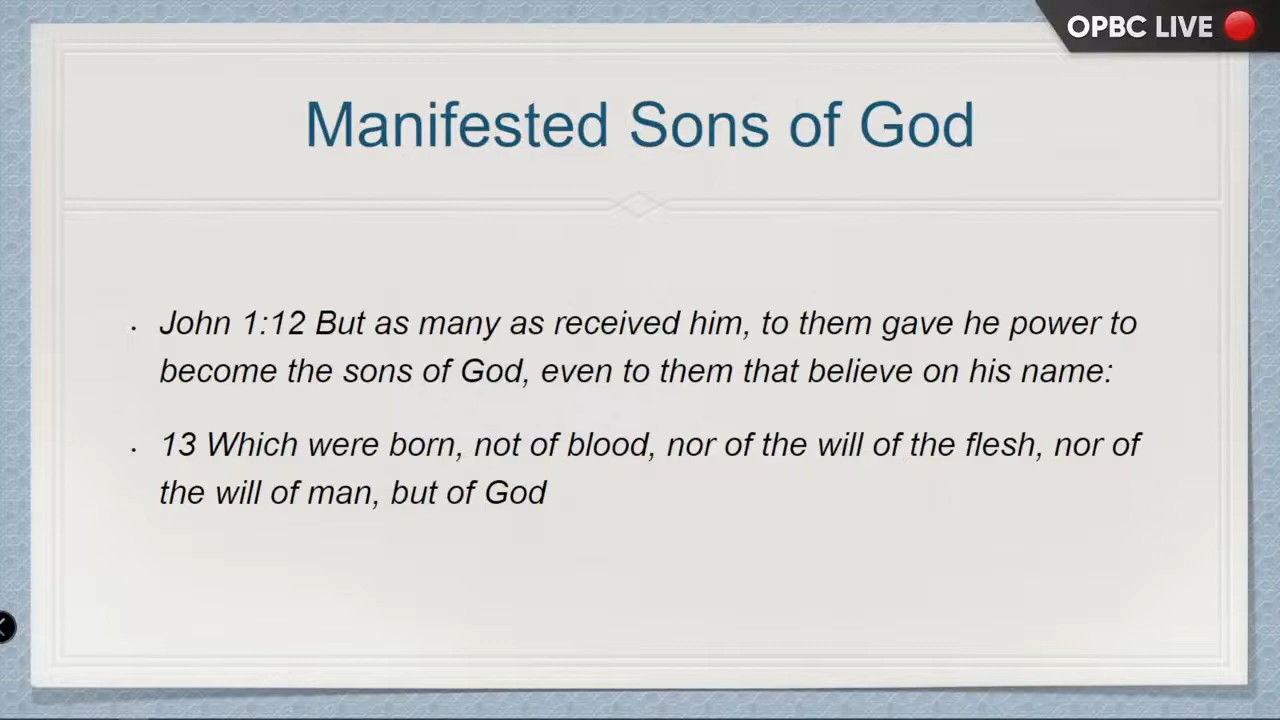 OPBC LIVE
Manifested Sons of God
· John 1:12 But as many as received him, to them gave he power to
become the sons of God, even to them that believe on his name:
· 13 Which were born, not of blood, nor of the will of the flesh, nor of
the will of man, but of God